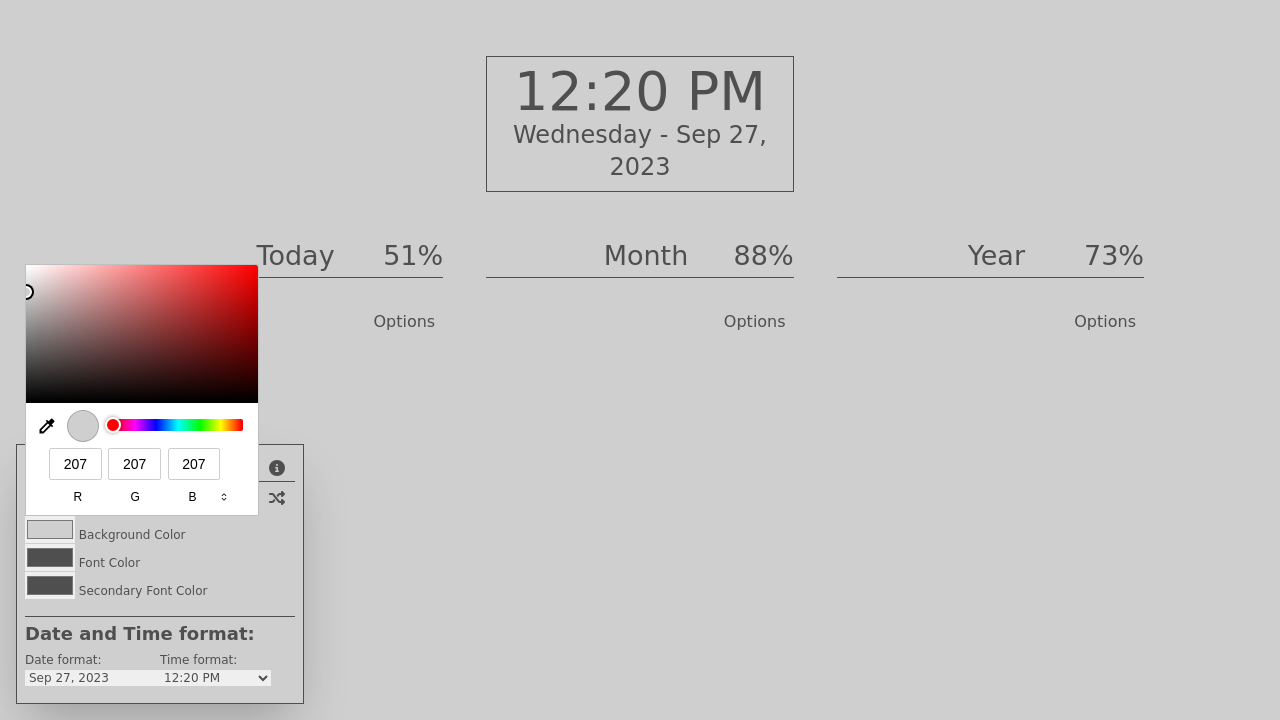 12:20 PM
Wednesday - Sep 27,
2023
Today 51%
Month 88%
Year 73%
Options
Options
Options
207 207 207
R G B
Background Color
Font Color
Secondary Font Color
Date and Time format:
Date format: Time format:
Sep 27, 2023 12:20 PM